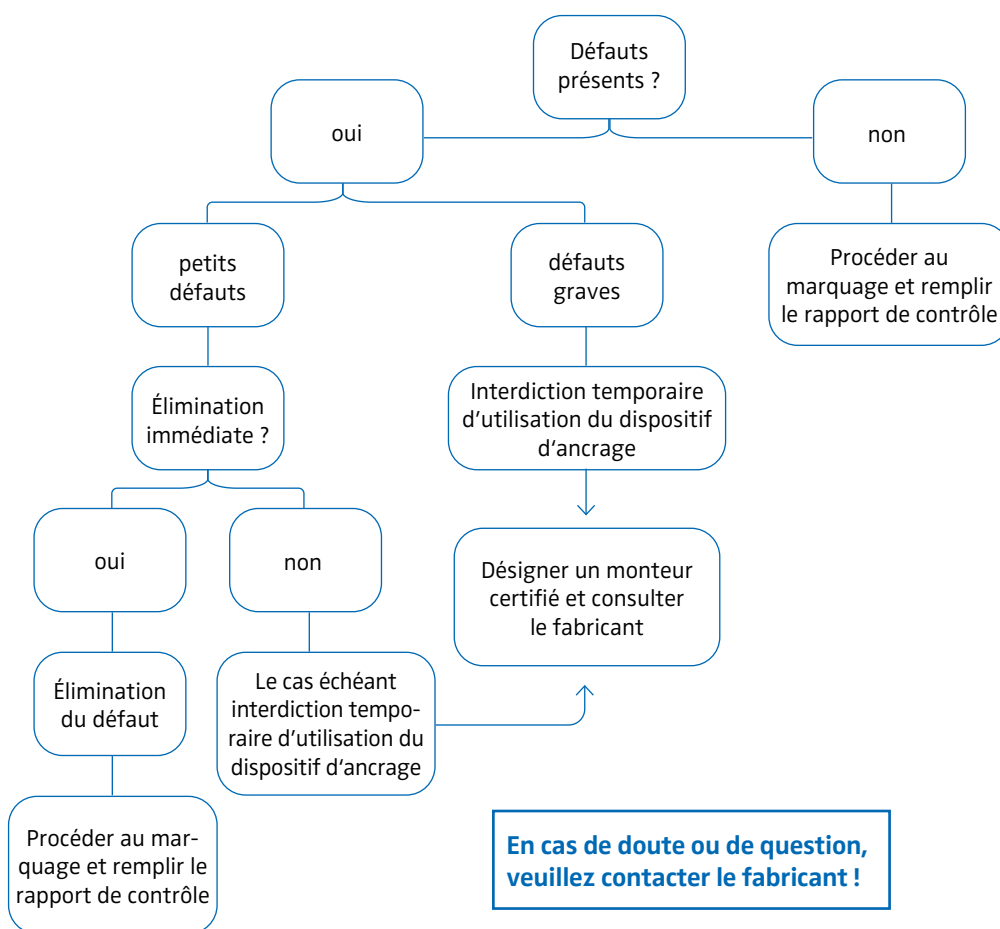 Défauts
présents ?
oui
non
petits
défauts
défauts
graves
Procéder au
marquage et remplir
le rapport de contrôle
Élimination
immédiate ?
Interdiction temporaire
d’utilisation du dispositif
d‘ancrage
oui
non
Désigner un monteur
certifié et consulter
le fabricant
Élimination
du défaut
Le cas échéant
interdiction tempo-
raire d‘utilisation du
dispositif d‘ancrage
Procéder au mar-
quage et remplir le
rapport de contrôle
En cas de doute ou de question,
veuillez contacter le fabricant !